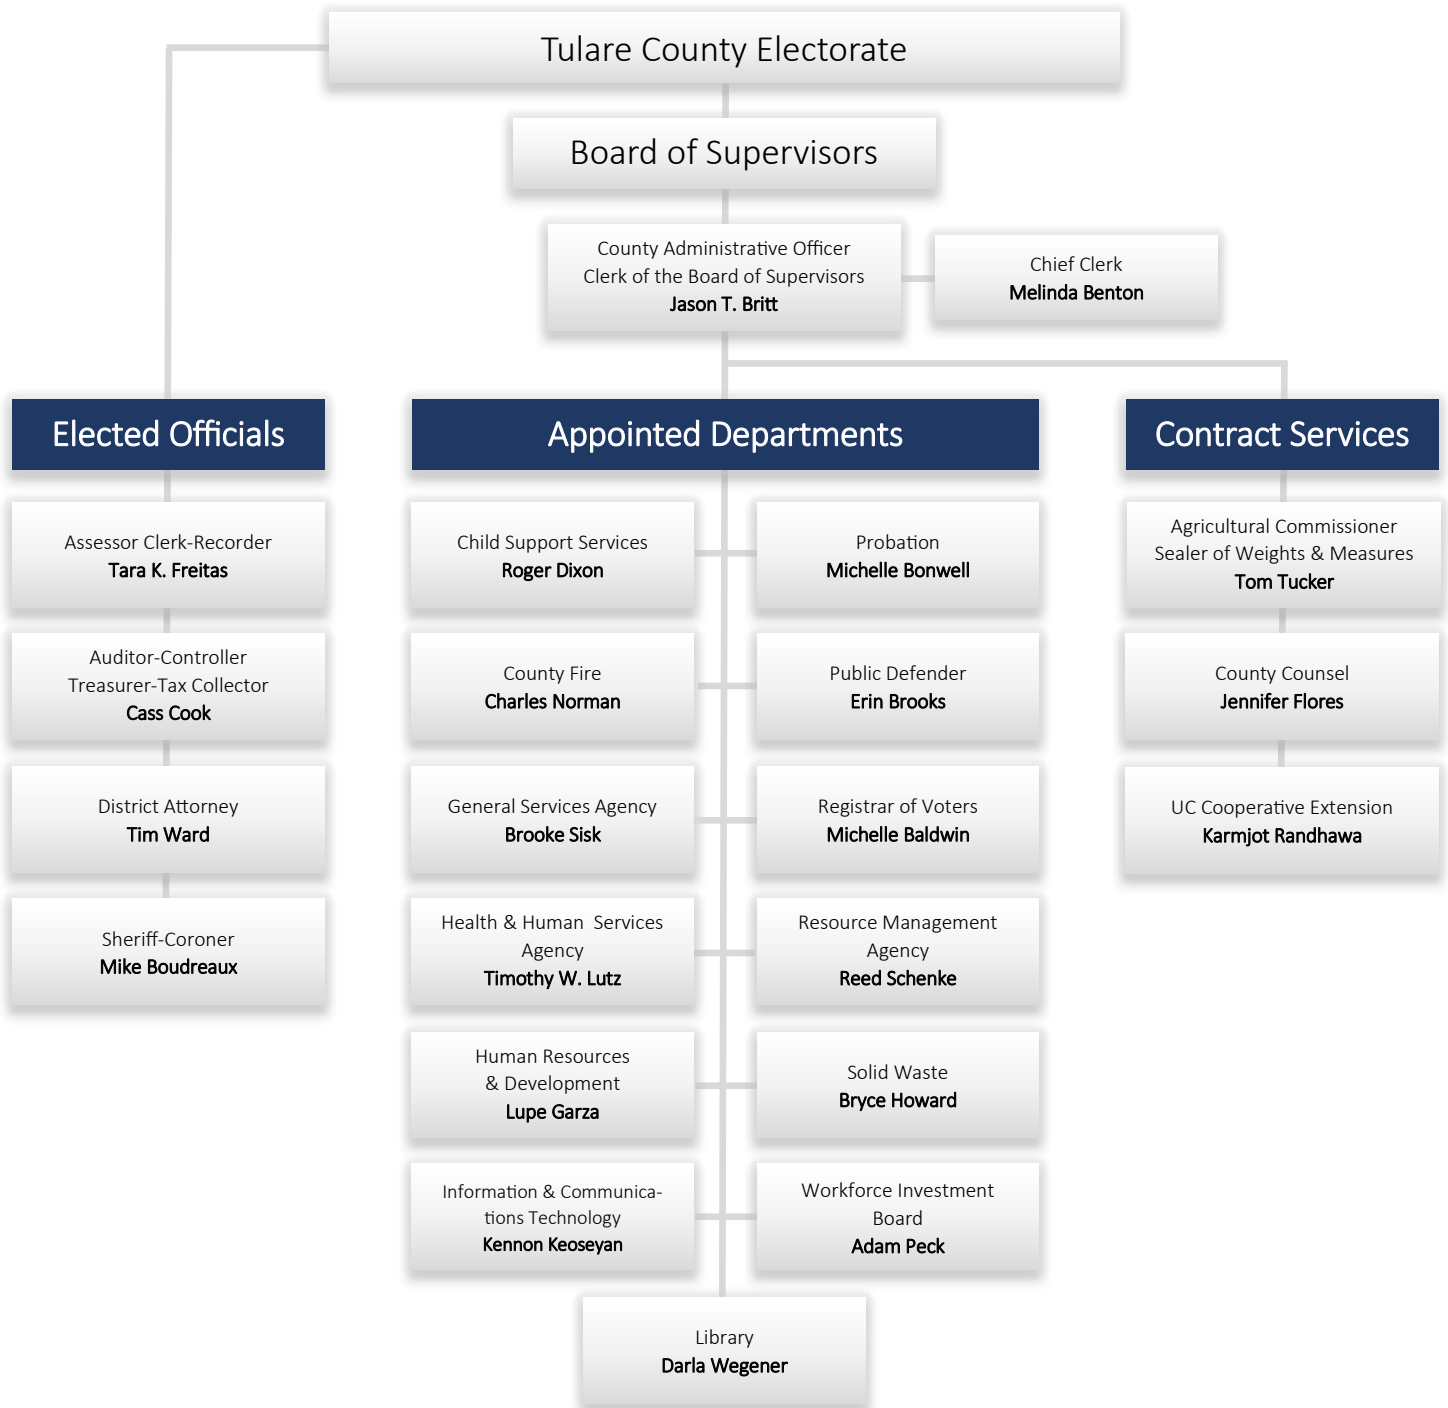 Tulare County Electorate
Board of Supervisors
County Administrative Officer
Clerk of the Board of Supervisors
Jason T. Britt
Chief Clerk
Melinda Benton
Elected Officials
Assessor Clerk-Recorder
Tara K. Freitas
Auditor-Controller
Treasurer-Tax Collector
Cass Cook
District Attorney
Tim Ward
Sheriff-Coroner
Mike Boudreaux
Appointed Departments
Child Support Services
Roger Dixon
Probation
Michelle Bonwell
County Fire
Charles Norman
Public Defender
Erin Brooks
General Services Agency
Brooke Sisk
Registrar of Voters
Michelle Baldwin
Health & Human  Services
Agency
Timothy W. Lutz
Resource Management
Agency
Reed Schenke
Human Resources
& Development
Lupe Garza
Solid Waste
Bryce Howard
Information & Communica-
tions Technology
Kennon Keoseyan
Workforce Investment
Board
Adam Peck
Library
Darla Wegener
Contract Services
Agricultural Commissioner
Sealer of Weights & Measures
Tom Tucker
County Counsel
Jennifer Flores
UC Cooperative Extension
Karmjot Randhawa